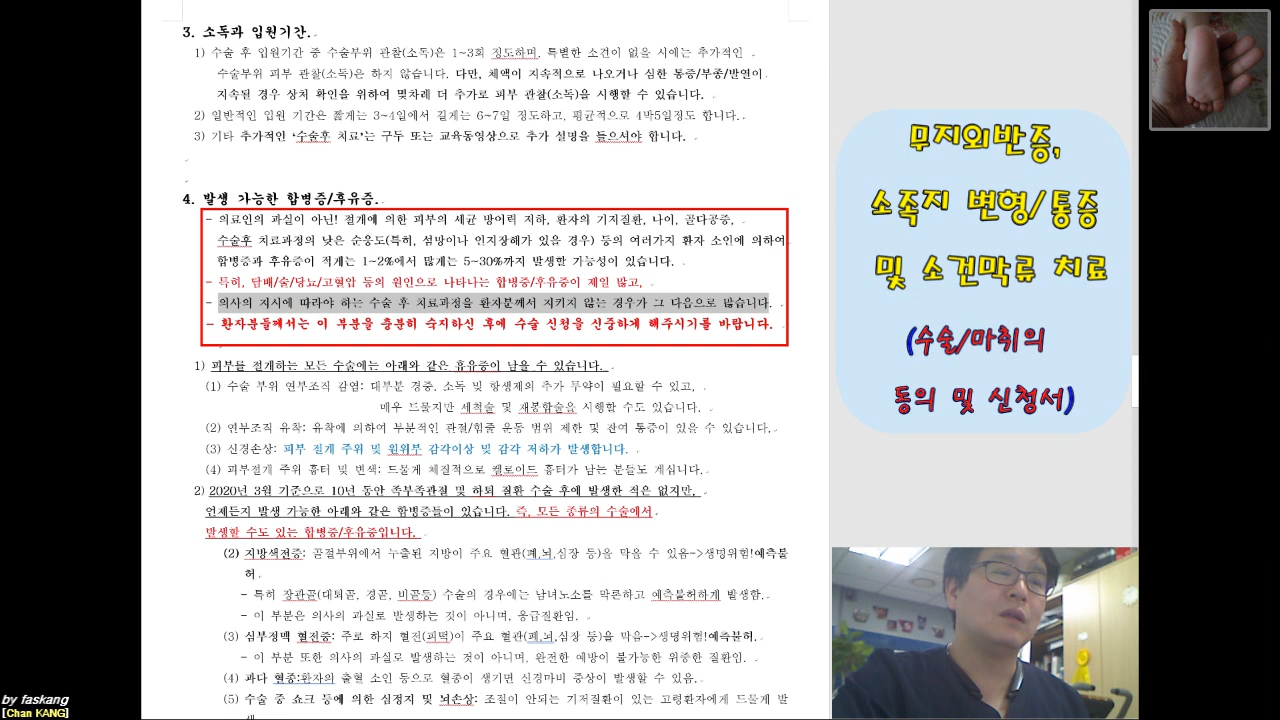 3. 소독과 입원기간.
1) 수술 후 입원기간 중 수술부위 관찰(소독)은 1~3회 정도하며, 특별한 소견이 없을 시에는 추가적인
수술부위 피부 관찰(소독)은 하지 않습니다. 다만, 체액이 지속적으로 나오거나 심한 통증/부종/발열이
지속될 경우 상처 확인을 위하여 몇차례 더 추가로 피부 관찰(소독)을 시행할 수 있습니다.
2) 일반적인 입원 기간은 짧게는 3~4일에서 길게는 6~7일 정도하고, 평균적으로 4박5일정도 합니다.
3) 기타 추가적인 '수술후 치료'는 구두 또는 교육동영상으로 추가 설명을 들으셔야 합니다.
4. 발생 가능한 합병증/후유증.
- 의료인의 과실이 아닌! 절개에 의한 피부의 세균 방어력 저하, 환자의 기저질환, 나이, 골다공증,
수술후 치료과정의 낮은 순응도(특히, 섬망이나 인지장해가 있을 경우) 등의 여러가지 환자 소인에 의하여
합병증과 후유증이 적게는 1~2%에서 많게는 5~30%까지 발생할 가능성이 있습니다.
- 특히, 담배/술/당뇨/고혈압 등의 원인으로 나타나는 합병증/후유증이 제일 많고,
- 의사의 지시에 따라야 하는 수술 후 치료과정을 환자분께서 지키지 않는 경우가 그 다음으로 많습니다.
- 환자분들께서는 이 부분을 충분히 숙지하신 후에 수술 신청을 신중하게 해주시기를 바랍니다.
1) 피부를 절개하는 모든 수술에는 아래와 같은 휴유증이 남을 수 있습니다.
(1) 수술 부위 연부조직 감염: 대부분 경증, 소독 및 항생제의 추가 투약이 필요할 수 있고,
매우 드물지만 세척술 및 재봉합술을 시행할 수도 있습니다.
(2) 연부조직 유착: 유착에 의하여 부분적인 관절/힘줄 운동 범위 제한 및 잔여 통증이 있을 수 있습니다.
(3) 신경손상: 피부 절개 주위 및 원위부 감각이상 및 감각 저하가 발생합니다.
(4) 피부절개 주위 흉터 및 변색: 드물게 체질적으로 켈로이드 흉터가 남는 분들도 계십니다.
2) 2020년 3월 기준으로 10년 동안 족부족관절 및 하퇴 질환 수술 후에 발생한 적은 없지만,
언제든지 발생 가능한 아래와 같은 합병증들이 있습니다. 즉, 모든 종류의 수술에서
발생할 수도 있는 합병증/후유증입니다.
(2) 지방색전증: 골절부위에서 누출된 지방이 주요 혈관(폐,뇌,심장 등)을 막을 수 있음->생명위험!예측불
허.
- 특히 장관골(대퇴골, 경골, 비골등) 수술의 경우에는 남녀노소를 막론하고 예측불허하게 발생함.
- 이 부분은 의사의 과실로 발생하는 것이 아니며, 응급질환임.
(3) 심부정맥 혈전증: 주로 하지 혈전(피떡)이 주요 혈관(폐,뇌,심장 등)을 막음->생명위험!예측불허.
- 이 부분 또한 의사의 과실로 발생하는 것이 아니며, 완전한 예방이 불가능한 위중한 질환임.
(4) 과다 혈종:환자의 출혈 소인 등으로 혈종이 생기면 신경마비 증상이 발생할 수 있음.
(5) 수술 중 쇼크 등에 의한 심정지 및 뇌손상: 조절이 안되는 기저질환이 있는 고령환자에게 드물게 발
생
무지외반증,
소족지 변형/통증
및 소건막류 치료
(수술/마취의
동의 및 신청서)
by faskang
[Chan KANG]